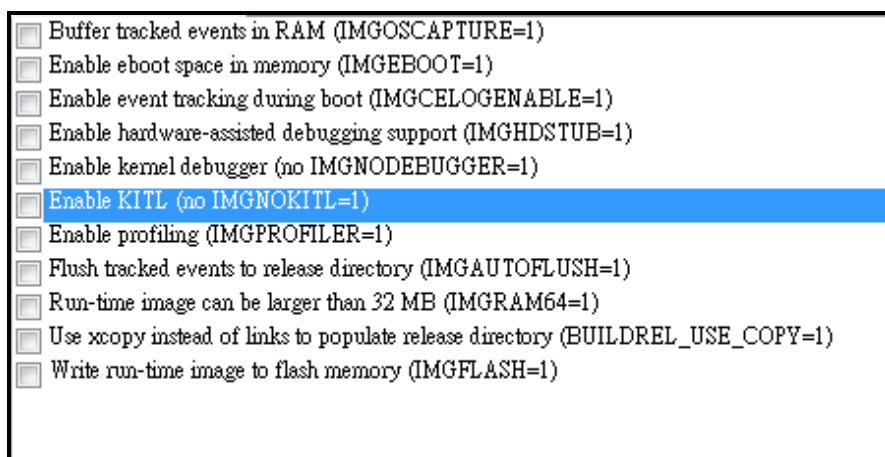 Buffer tracked events in RAM (IMGOSCAPTURE=1)
Enable eboot space in memory (IMGEBOOT=1)
Enable event tracking during boot (IMGCELOGENABLE=1)
Enable hardware-assisted debugging support (IMGHDSTUB=1)
Enable kernel debugger (no IMGNODEBUGGER=1)
Enable KITL (no IMGNOKITL=1)
Enable profiling (IMGPROFILER=1)
Flush tracked events to release directory (IMGAUTOFLUSH=1)
Run-time image can be larger than 32 MB (IMGRAM64=1)
Use xcopy instead of links to populate release directory (BUILDREL_USE_COPY=1)
Write run-time image to flash memory (IMGFLASH=1)